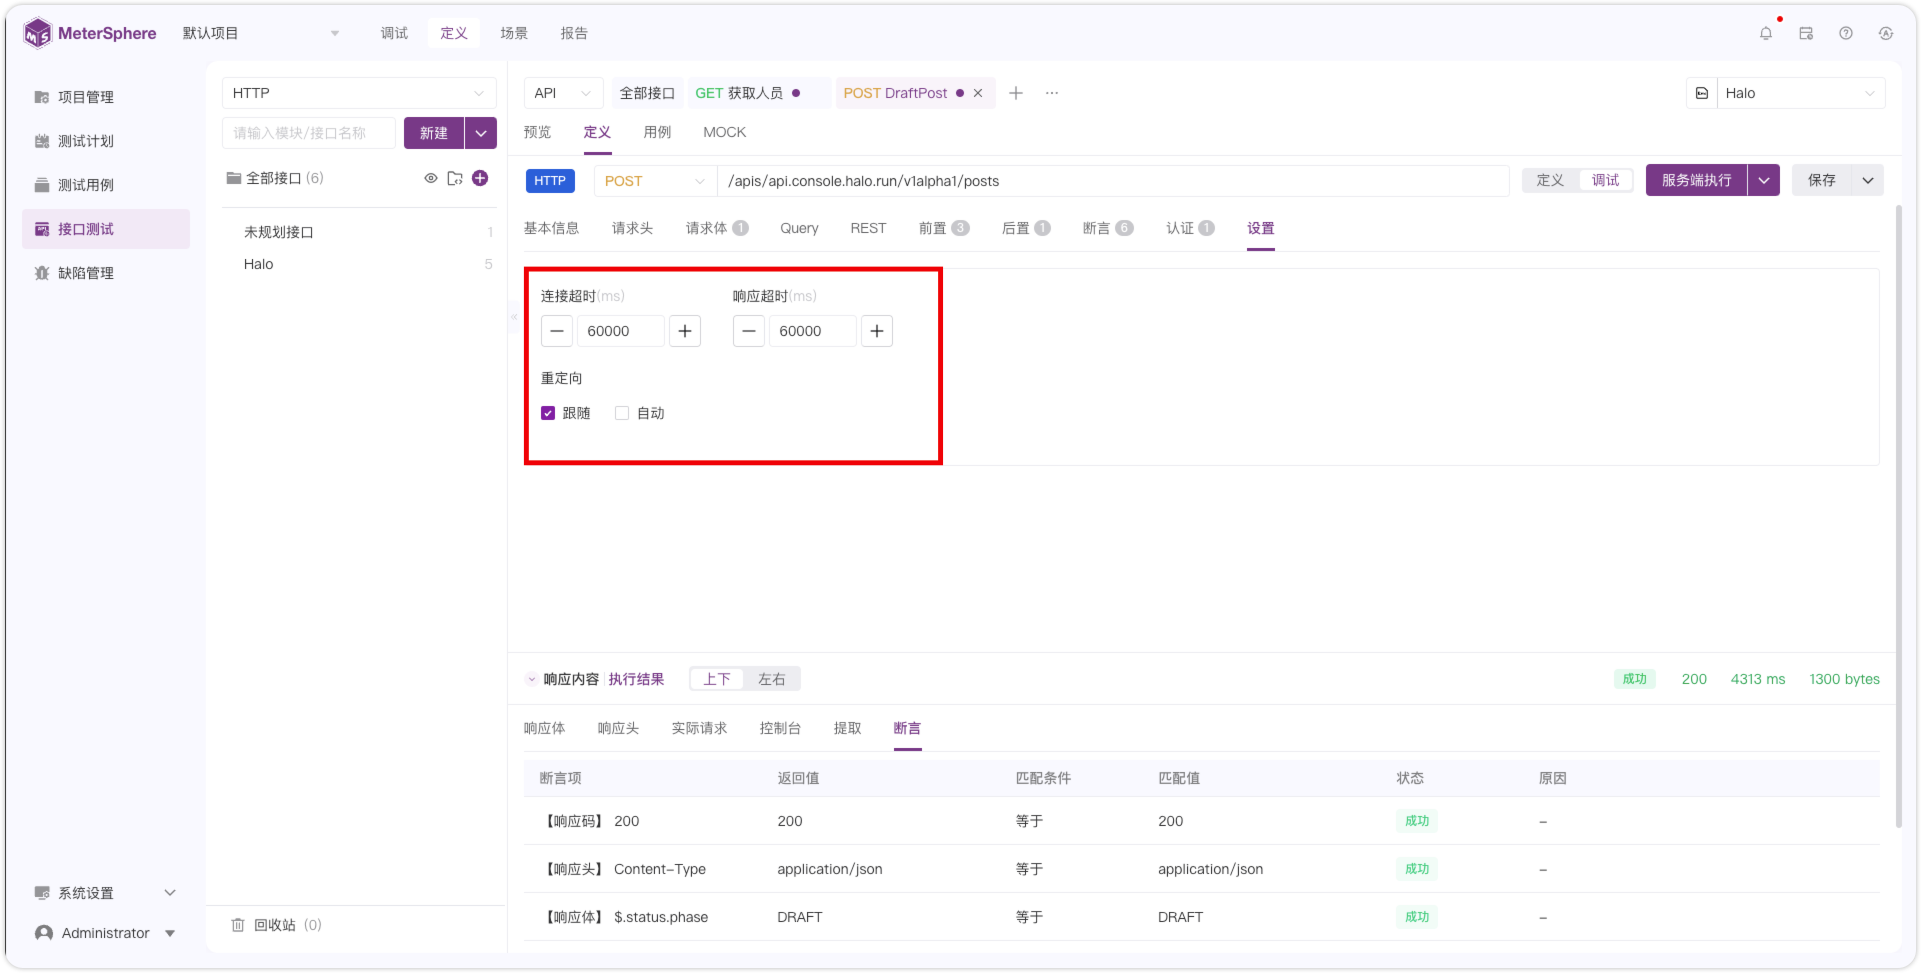 MeterSphere 默认项目 调试 定义 场景 报告
项目管理
测试计划
测试用例
接口测试
缺陷管理
系统设置
Administrator
HTTP
请输入模块/接口名称 新建
全部接口 (6)
未规划接口 1
Halo 5
回收站 (0)
API 全部接口 GET 获取人员 POST DraftPost ··· Halo
预览 定义 用例 MOCK
HTTP POST /apis/api.console.halo.run/v1alpha1/posts 定义 调试 服务端执行 保存
基本信息 请求头 请求体 1 Query REST 前置 3 后置 1 断言 6 认证 1 设置
连接超时(ms) 响应超时(ms)
60000 60000
重定向
跟随 自动
响应内容 执行结果 上下 左右 成功 200 4313 ms 1300 bytes
响应体 响应头 实际请求 控制台 提取 断言
断言项 返回值 匹配条件 匹配值 状态 原因
【响应码】 200 200 等于 200 成功 –
【响应头】 Content-Type application/json 等于 application/json 成功 –
【响应体】 $.status.phase DRAFT 等于 DRAFT 成功 –